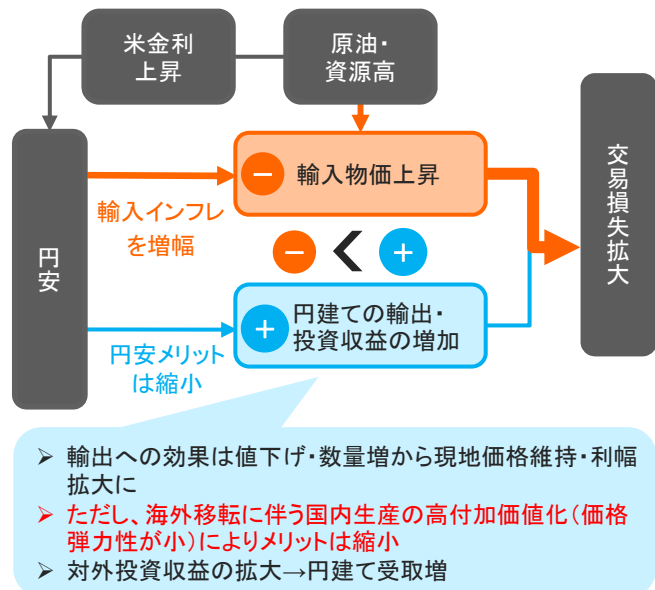 米金利
上昇
原油・
資源高
円安
輸入インフレ
を増幅
－ 輸入物価上昇
－ < ＋
円安メリット
は縮小
＋ 円建ての輸出・
投資収益の増加
交易損失拡大
➢ 輸出への効果は値下げ・数量増から現地価格維持・利幅
拡大に
➢ ただし、海外移転に伴う国内生産の高付加価値化（価格
弾力性が小）によりメリットは縮小
➢ 対外投資収益の拡大→円建て受取増